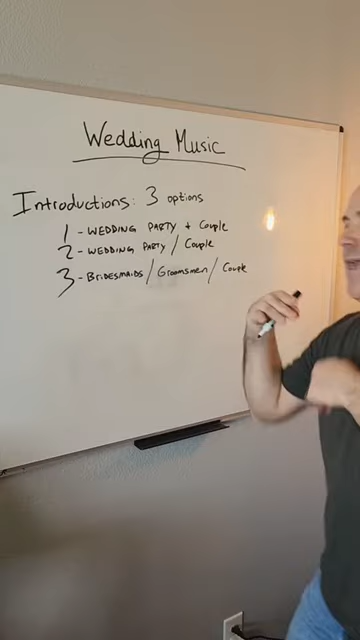 Wedding Music
Introductions: 3 options
1 - WEDDING PARTY + Couple
2 - WEDDING PARTY / Couple
3 - BRIDESMAIDS / Groomsmen / Couple